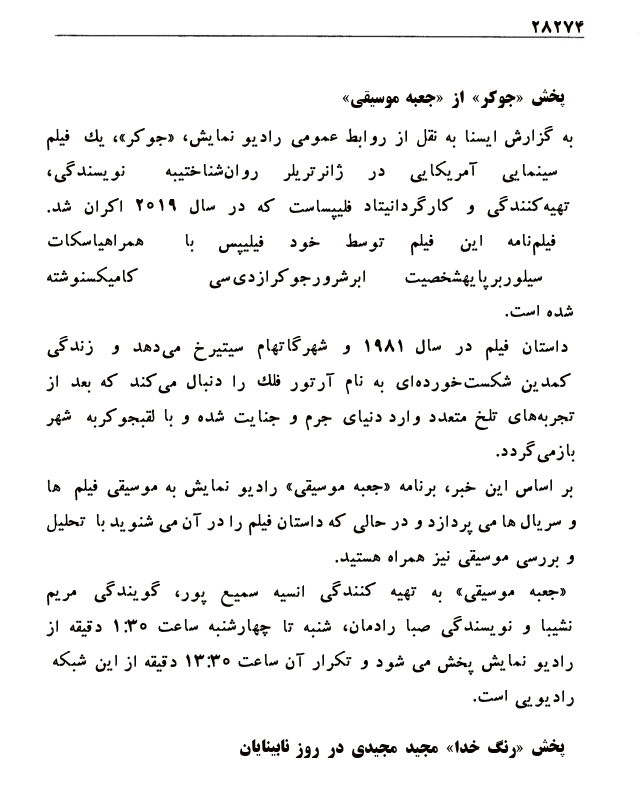 ۲۸۲۷۴
پخش «جوکر» از «جعبه موسیقی»
به گزارش ایسنا به نقل از روابط عمومی رادیو نمایش، «جوکر»، یك فیلم
سینمایی آمریکایی در ژانرتریلر روان‌شناختیبه نویسندگی،
تهیه‌کنندگی و کارگردانیتاد فلیپساست که در سال ۲۰۱۹ اکران شد.
فیلم‌نامه این فیلم توسط خود فیلیپس با همراهیاسکات
سیلوربرپایهشخصیت ابرشرورجوکرازدی‌سی کامیکسنوشته
شده است.
داستان فیلم در سال ۱۹۸۱ و شهرگاتهام سیتیرخ می‌دهد و زندگی
کمدین شکست‌خورده‌ای به نام آرتور فلك را دنبال می‌کند که بعد از
تجربه‌های تلخ متعدد وارد دنیای جرم و جنایت شده و با لقبجوکربه شهر
بازمی‌گردد.
بر اساس این خبر، برنامه «جعبه موسیقی» رادیو نمایش به موسیقی فیلم ها
و سریال ها می پردازد و در حالی که داستان فیلم را در آن می شنوید با تحلیل
و بررسی موسیقی نیز همراه هستید.
«جعبه موسیقی» به تهیه کنندگی انسیه سمیع پور، گویندگی مریم
نشیبا و نویسندگی صبا رادمان، شنبه تا چهارشنبه ساعت ۱:۳۰ دقیقه از
رادیو نمایش پخش می شود و تکرار آن ساعت ۱۳:۳۰ دقیقه از این شبکه
رادیویی است.
پخش «رنگ خدا» مجید مجیدی در روز نابینایان